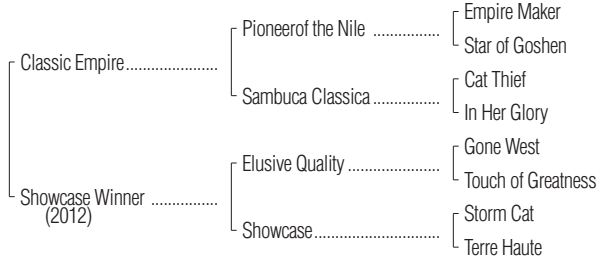 Empire Maker
Pioneerof the Nile ................
Star of Goshen
Classic Empire......................
Cat Thief
Sambuca Classica................
In Her Glory
Gone West
Elusive Quality ......................
Touch of Greatness
Showcase Winner ................
(2012)
Storm Cat
Showcase..............................
Terre Haute